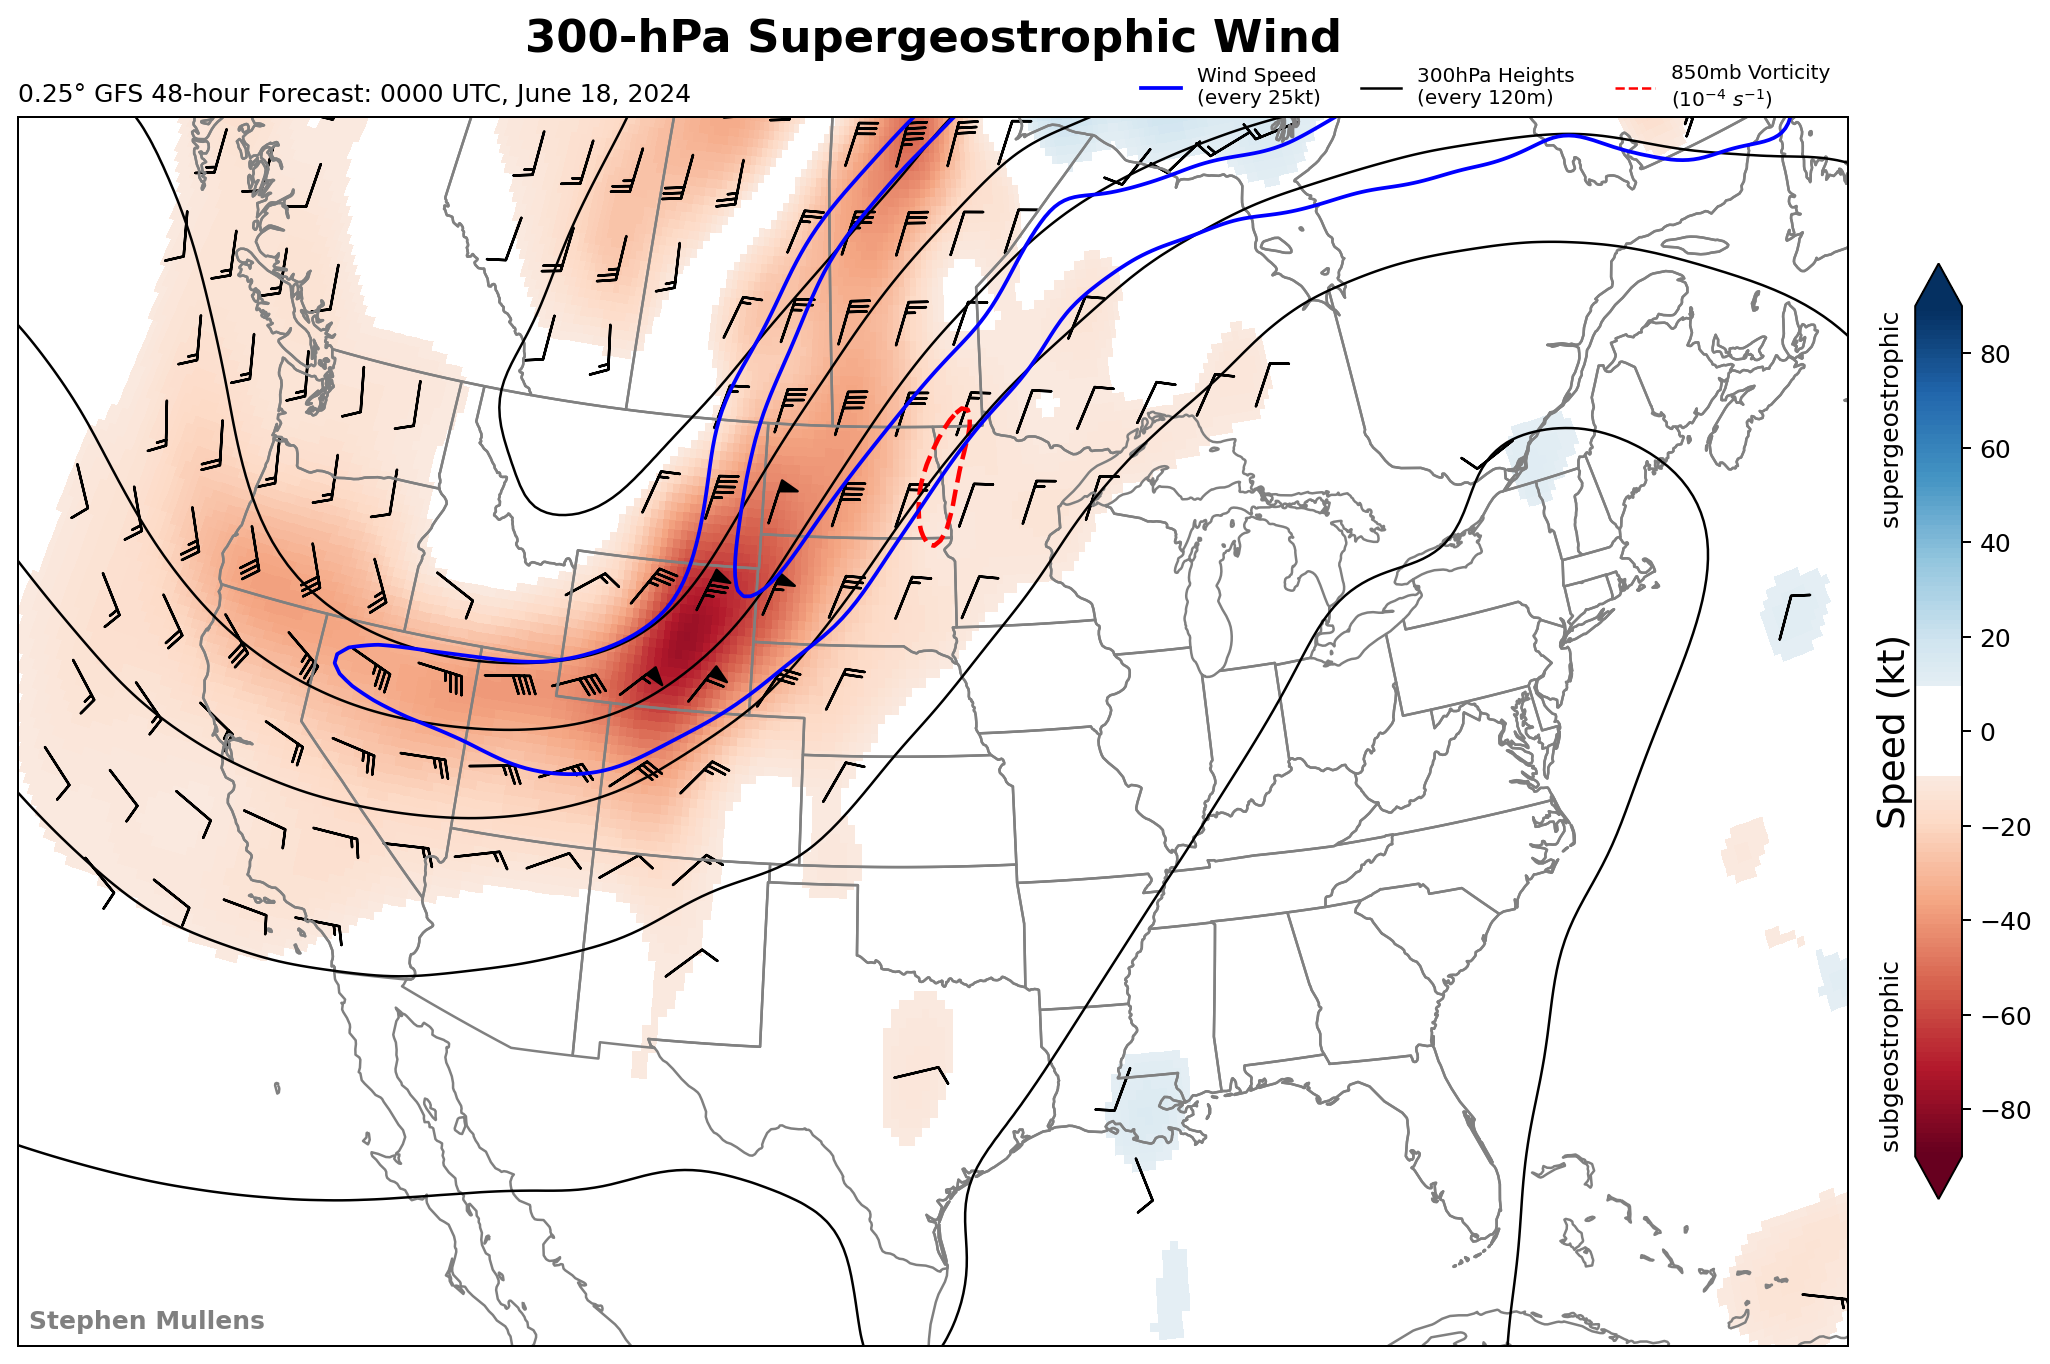 300-hPa Supergeostrophic Wind
0.25° GFS 48-hour Forecast: 0000 UTC, June 18, 2024
Wind Speed
(every 25kt)
300hPa Heights
(every 120m)
850mb Vorticity
(10⁻⁴ s⁻¹)
supergeostrophic
Speed (kt)
subgeostrophic
80
60
40
20
0
−20
−40
−60
−80
Stephen Mullens